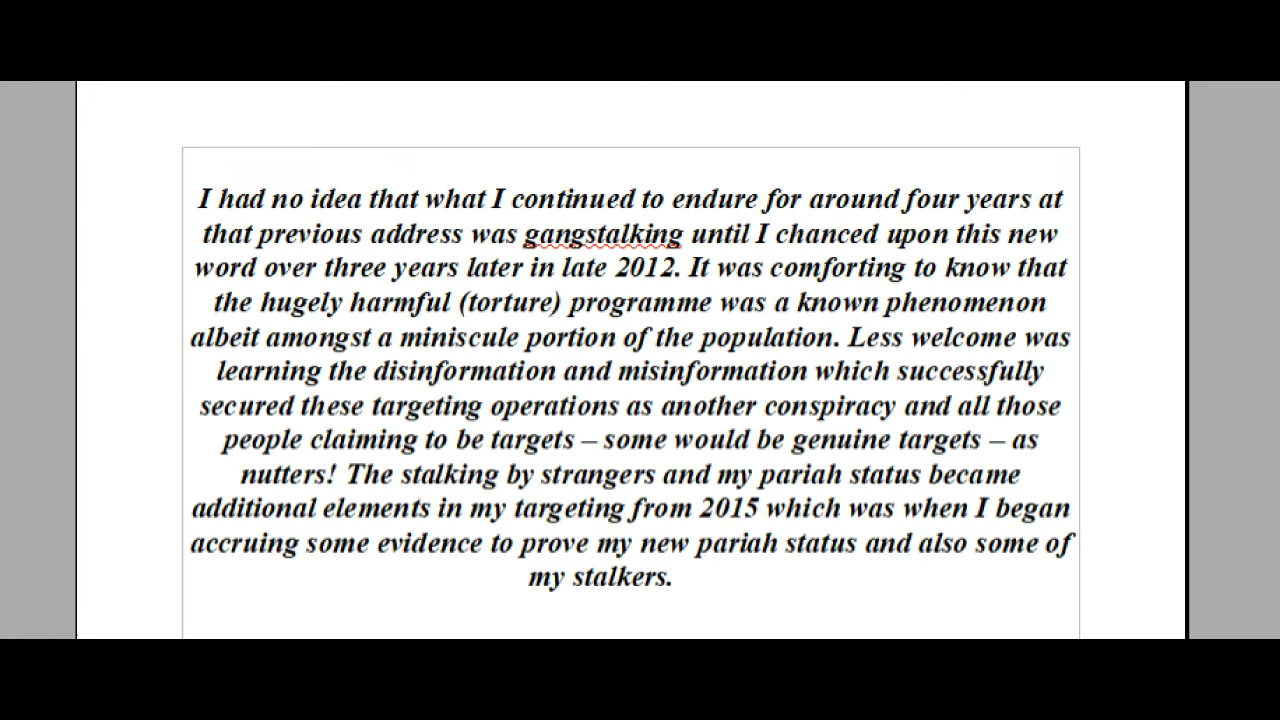 I had no idea that what I continued to endure for around four years at
that previous address was gangstalking until I chanced upon this new
word over three years later in late 2012. It was comforting to know that
the hugely harmful (torture) programme was a known phenomenon
albeit amongst a miniscule portion of the population. Less welcome was
learning the disinformation and misinformation which successfully
secured these targeting operations as another conspiracy and all those
people claiming to be targets – some would be genuine targets – as
nutters! The stalking by strangers and my pariah status became
additional elements in my targeting from 2015 which was when I began
accruing some evidence to prove my new pariah status and also some of
my stalkers.